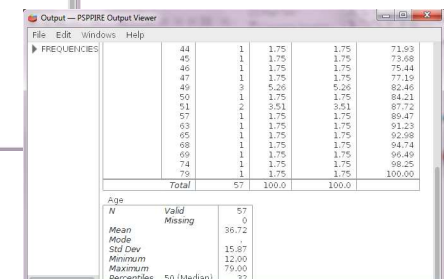 Output — PSPPIRE Output Viewer
File Edit Windows Help
FREQUENCIES
44 1 1.75 1.75 71.93
45 1 1.75 1.75 73.68
46 1 1.75 1.75 75.44
47 1 1.75 1.75 77.19
49 3 5.26 5.26 82.46
50 1 1.75 1.75 84.21
51 2 3.51 3.51 87.72
57 1 1.75 1.75 89.47
63 1 1.75 1.75 91.23
65 1 1.75 1.75 92.98
68 1 1.75 1.75 94.74
69 1 1.75 1.75 96.49
74 1 1.75 1.75 98.25
79 1 1.75 1.75 100.00
Total 57 100.0 100.0
Age
N Valid 57
Missing 0
Mean 36.72
Mode .
Std Dev 15.87
Minimum 12.00
Maximum 79.00
Percentiles 50 (Median) 32